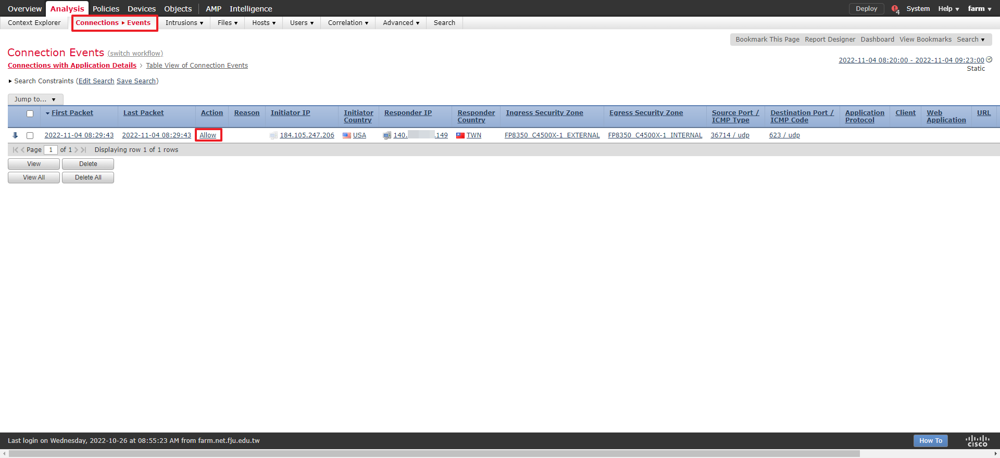 Overview Analysis Policies Devices Objects AMP Intelligence Deploy 4 System Help ▼ farm ▼
Context Explorer Connections ▸ Events Intrusions ▼ Files ▼ Hosts ▼ Users ▼ Correlation ▼ Advanced ▼ Search
Bookmark This Page Report Designer Dashboard View Bookmarks Search ▼
Connection Events (switch workflow)
2022-11-04 08:20:00 - 2022-11-04 09:23:00
Static
Connections with Application Details > Table View of Connection Events
▸ Search Constraints (Edit Search Save Search)
Jump to... ▼
▼ First Packet Last Packet Action Reason Initiator IP Initiator Country Responder IP Responder Country Ingress Security Zone Egress Security Zone Source Port / ICMP Type Destination Port / ICMP Code Application Protocol Client Web Application URL
2022-11-04 08:29:43 2022-11-04 08:29:43 Allow 184.105.247.206 USA 140. .149 TWN FP8350_C4500X-1_EXTERNAL FP8350_C4500X-1_INTERNAL 36714 / udp 623 / udp
Page 1 of 1 Displaying row 1 of 1 rows
View Delete
View All Delete All
Last login on Wednesday, 2022-10-26 at 08:55:23 AM from farm.net.fju.edu.tw How To CISCO